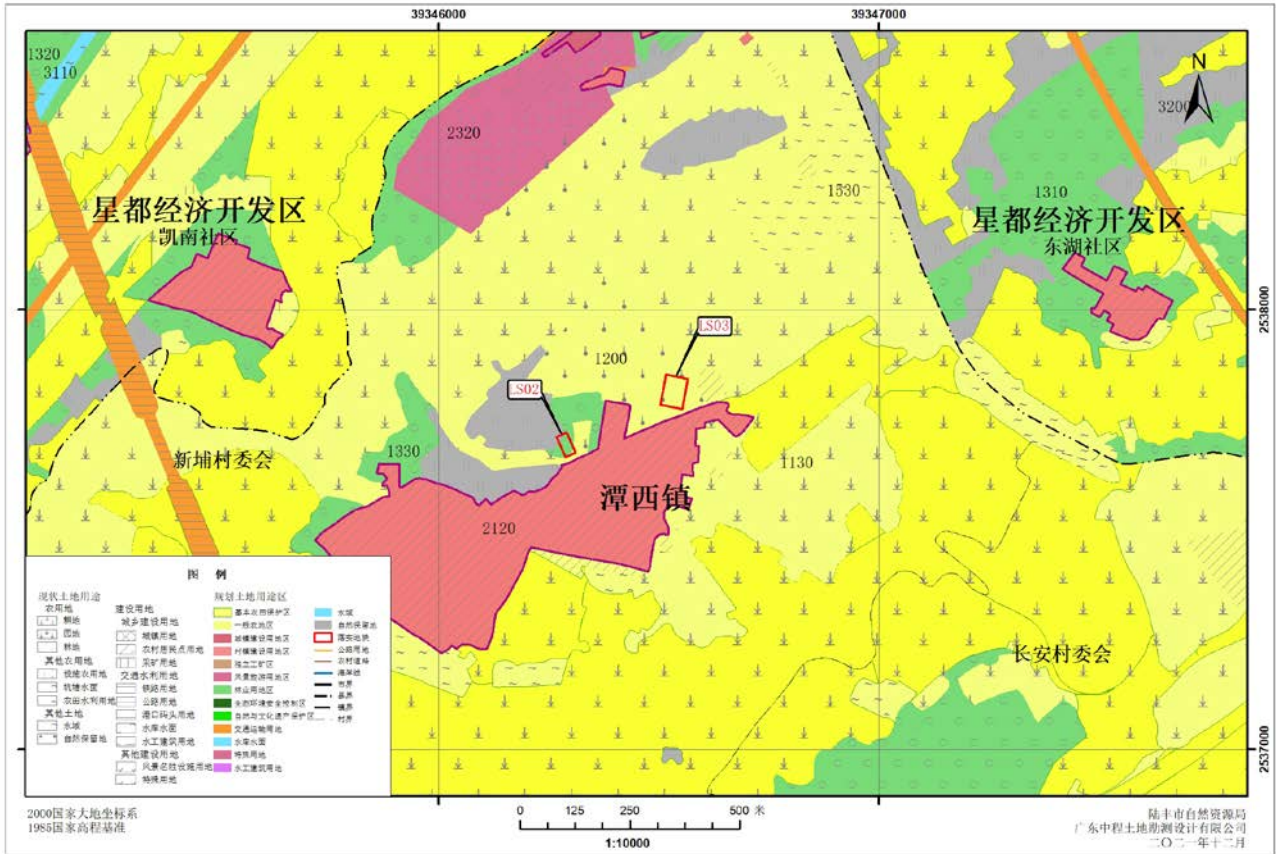 39346000
39347000
1320
3110
N
3200
2320
1530
1310
星都经济开发区
凯南社区
星都经济开发区
东湖社区
2538000
LS03
1200
LS02
1330
新埔村委会
1130
潭西镇
2120
长安村委会
2537000
图 例
现状土地用途
农用地
耕地
园地
林地
其他农用地
设施农用地
坑塘水面
农田水利用地
其他土地
水域
自然保留地
建设用地
城乡建设用地
城镇用地
农村居民点用地
采矿用地
交通水利用地
铁路用地
公路用地
港口码头用地
水库水面
水工建筑用地
其他建设用地
风景名胜设施用地
特殊用地
规划土地用途区
基本农田保护区
一般农地区
城镇建设用地区
村镇建设用地区
独立工矿区
风景旅游用地区
林业用地区
生态环境安全控制区
自然与文化遗产保护区
交通运输用地
水库水面
特殊用地
水工建筑用地
水域
自然保留地
落实地块
公路用地
农村道路
海岸线
市界
县界
镇界
村界
2000国家大地坐标系
1985国家高程基准
0 125 250 500 米
1:10000
陆丰市自然资源局
广东中程土地勘测设计有限公司
二〇二一年十二月